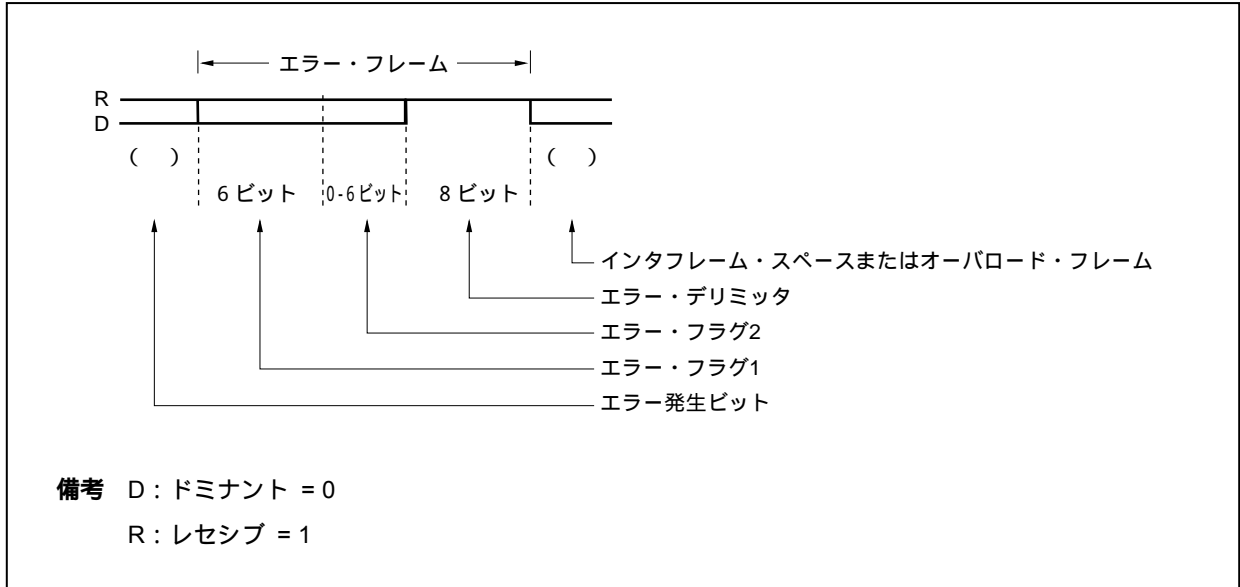 エラー・フレーム
R
D
(　)
(　)
6 ビット
0-6ビット
8 ビット
インタフレーム・スペースまたはオーバロード・フレーム
エラー・デリミッタ
エラー・フラグ2
エラー・フラグ1
エラー発生ビット
備考 D：ドミナント = 0
R：レセシブ = 1